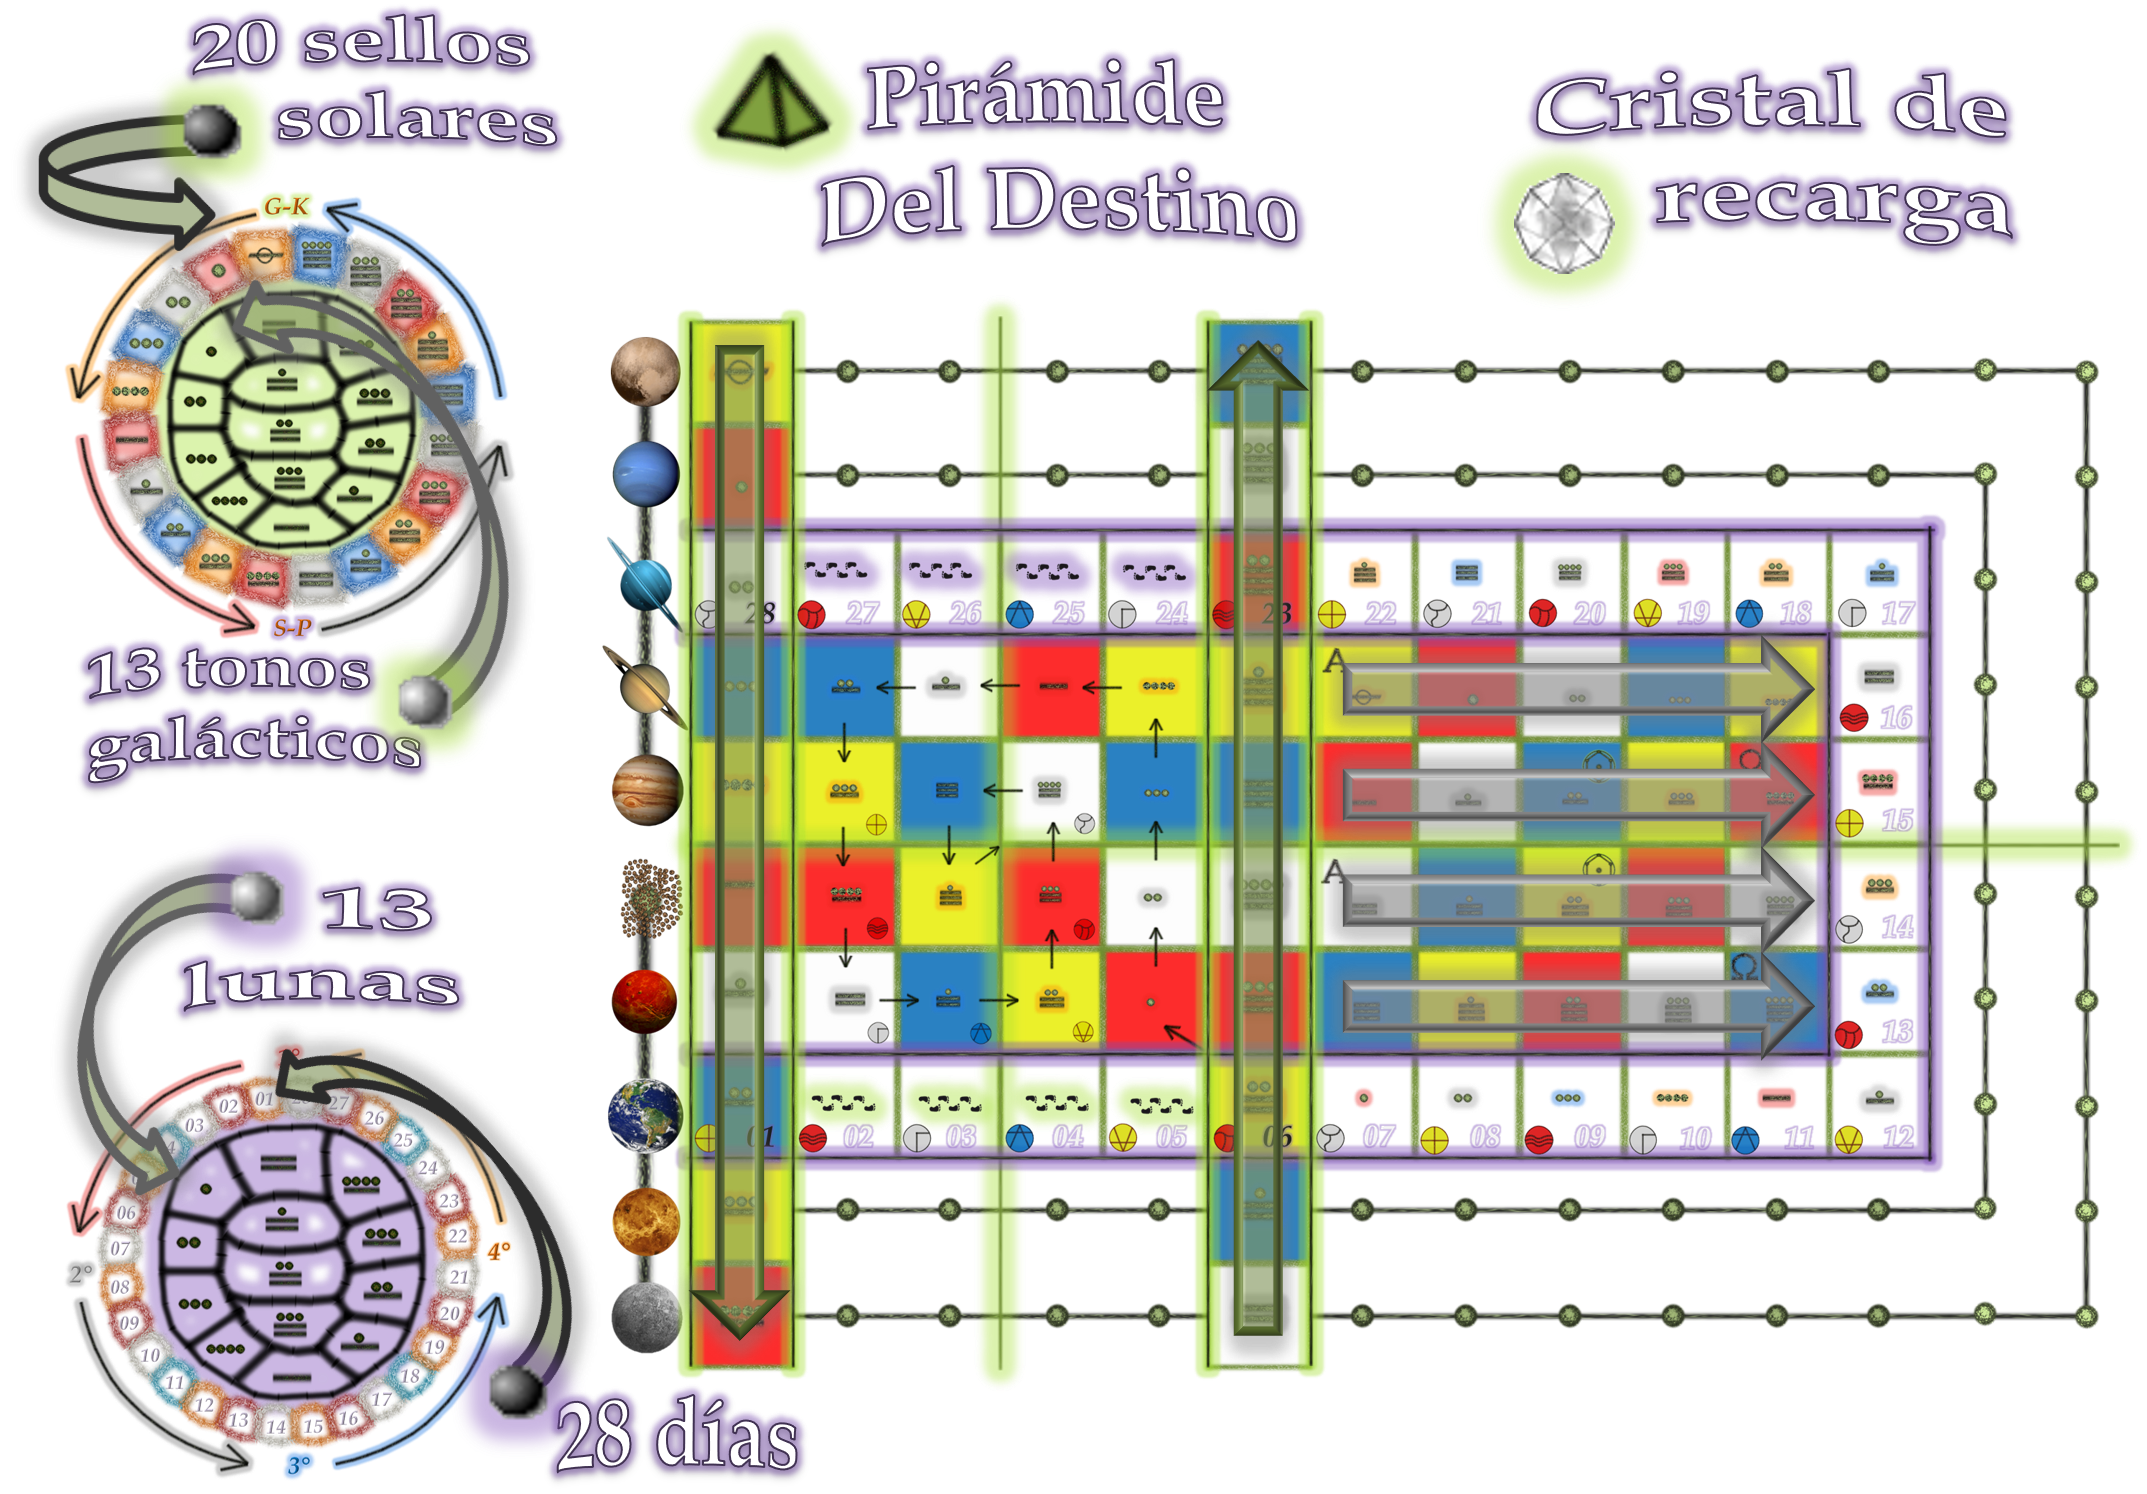 20 sellos
solares
Pirámide
Del Destino
Cristal de
recarga
G-K
S-P
13 tonos
galácticos
28 27 26 25 24 23 22 21 20 19 18 17
A
16
15
A
14
Ω
13
01 02 03 04 05 06 07 08 09 10 11 12
13
lunas
01 27 26 25 24 23 22 21 20 19 18 17 16 15 14 13 12 11 10 09 08 07 06 03 02
2°
4°
3°
28 días